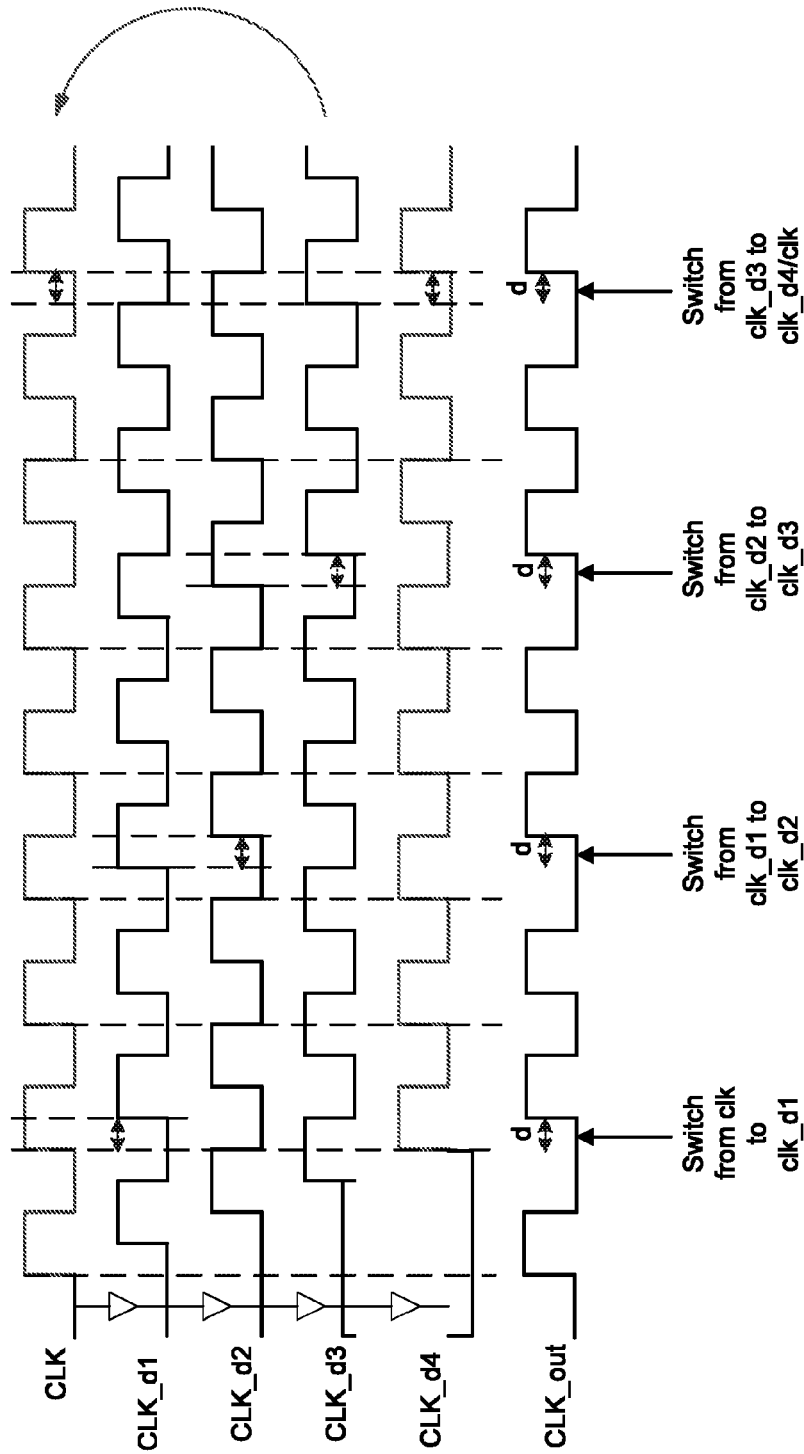 CLK
CLK_d1
CLK_d2
CLK_d3
CLK_d4
CLK_out
d
d
d
d
Switch
from clk
to
clk_d1
Switch
from
clk_d1 to
clk_d2
Switch
from
clk_d2 to
clk_d3
Switch
from
clk_d3 to
clk_d4/clk